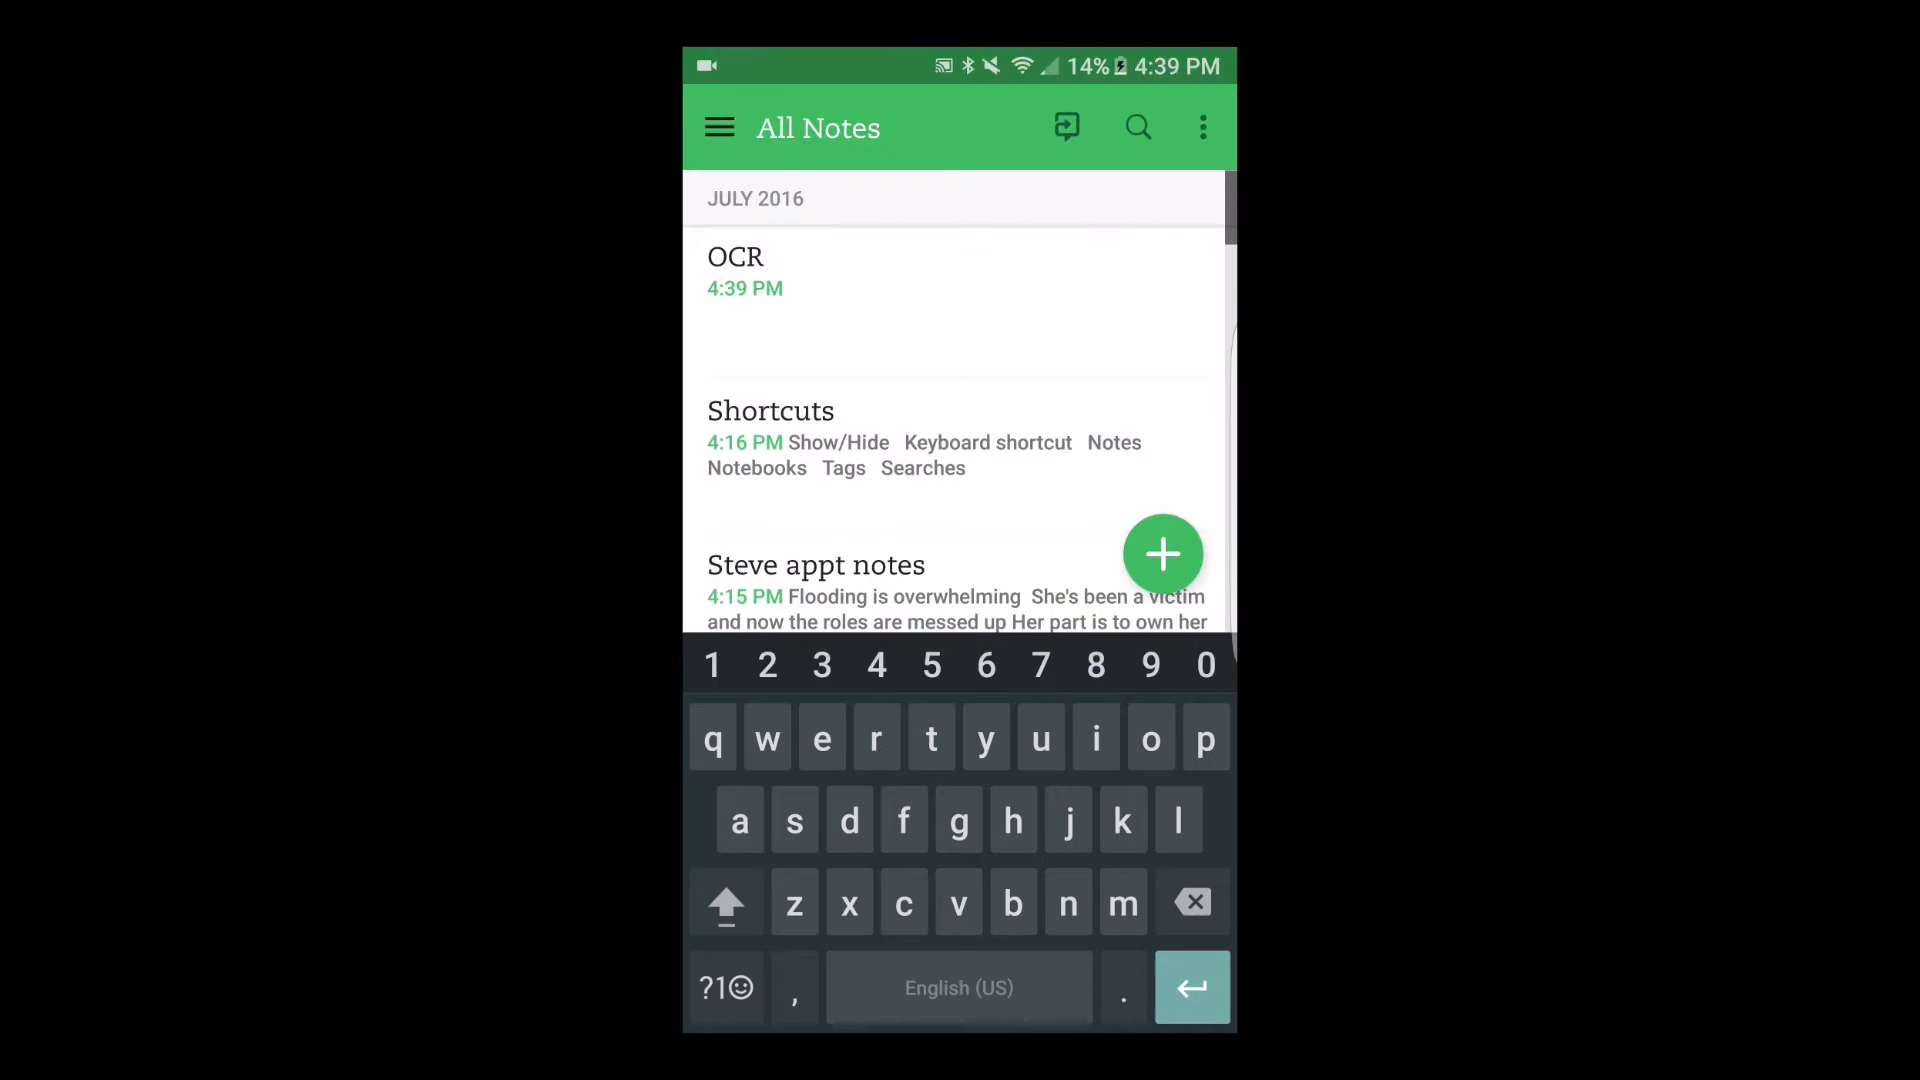 14% 4:39 PM
All Notes
JULY 2016
OCR
4:39 PM
Shortcuts
4:16 PM Show/Hide Keyboard shortcut Notes
Notebooks Tags Searches
Steve appt notes
4:15 PM Flooding is overwhelming She's been a victim
and now the roles are messed up Her part is to own her
1 2 3 4 5 6 7 8 9 0
q w e r t y u i o p
a s d f g h j k l
z x c v b n m
?1☺ , English (US) .